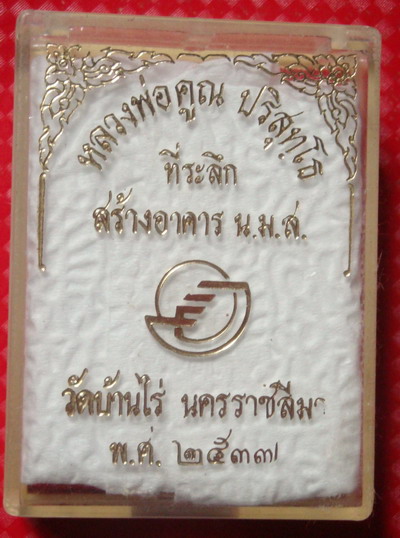 หลวงพ่อคูณ ปริสุทฺโธ
ที่ระลึก
สร้างอาคาร น.ม.ส.
วัดบ้านไร่ นครราชสีมา
พ.ศ. ๒๕๓๗